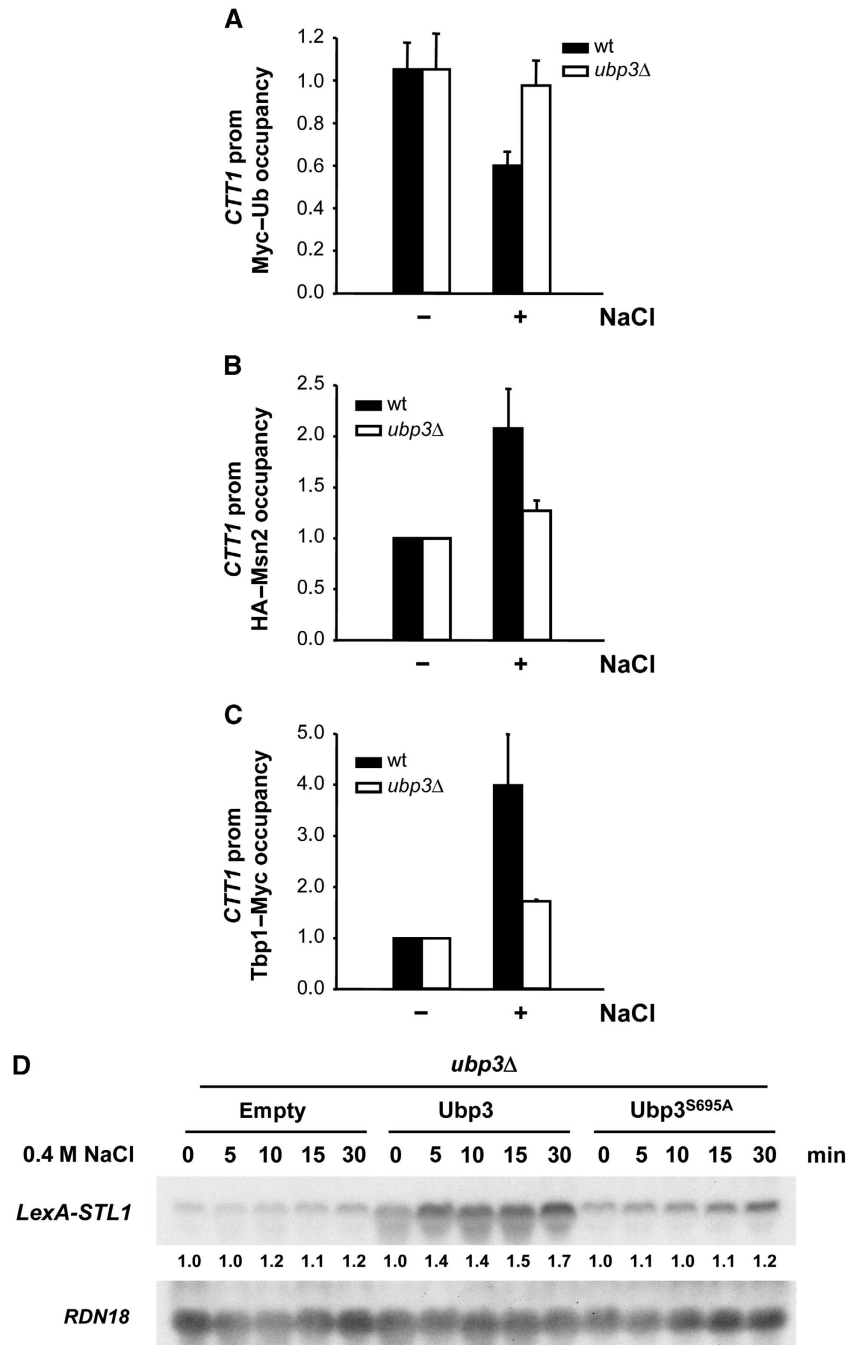 A
CTT1 prom
Myc–Ub occupancy
1.2
1.0
0.8
0.6
0.4
0.2
0.0
wt
ubp3Δ
– + NaCl
B
CTT1 prom
HA–Msn2 occupancy
2.5
2.0
1.5
1.0
0.5
0.0
wt
ubp3Δ
– + NaCl
C
CTT1 prom
Tbp1–Myc occupancy
5.0
4.0
3.0
2.0
1.0
0.0
wt
ubp3Δ
– + NaCl
D
ubp3Δ
Empty Ubp3 Ubp3S695A
0.4 M NaCl 0 5 10 15 30 0 5 10 15 30 0 5 10 15 30 min
LexA-STL1
1.0 1.0 1.2 1.1 1.2 1.0 1.4 1.4 1.5 1.7 1.0 1.1 1.0 1.1 1.2
RDN18